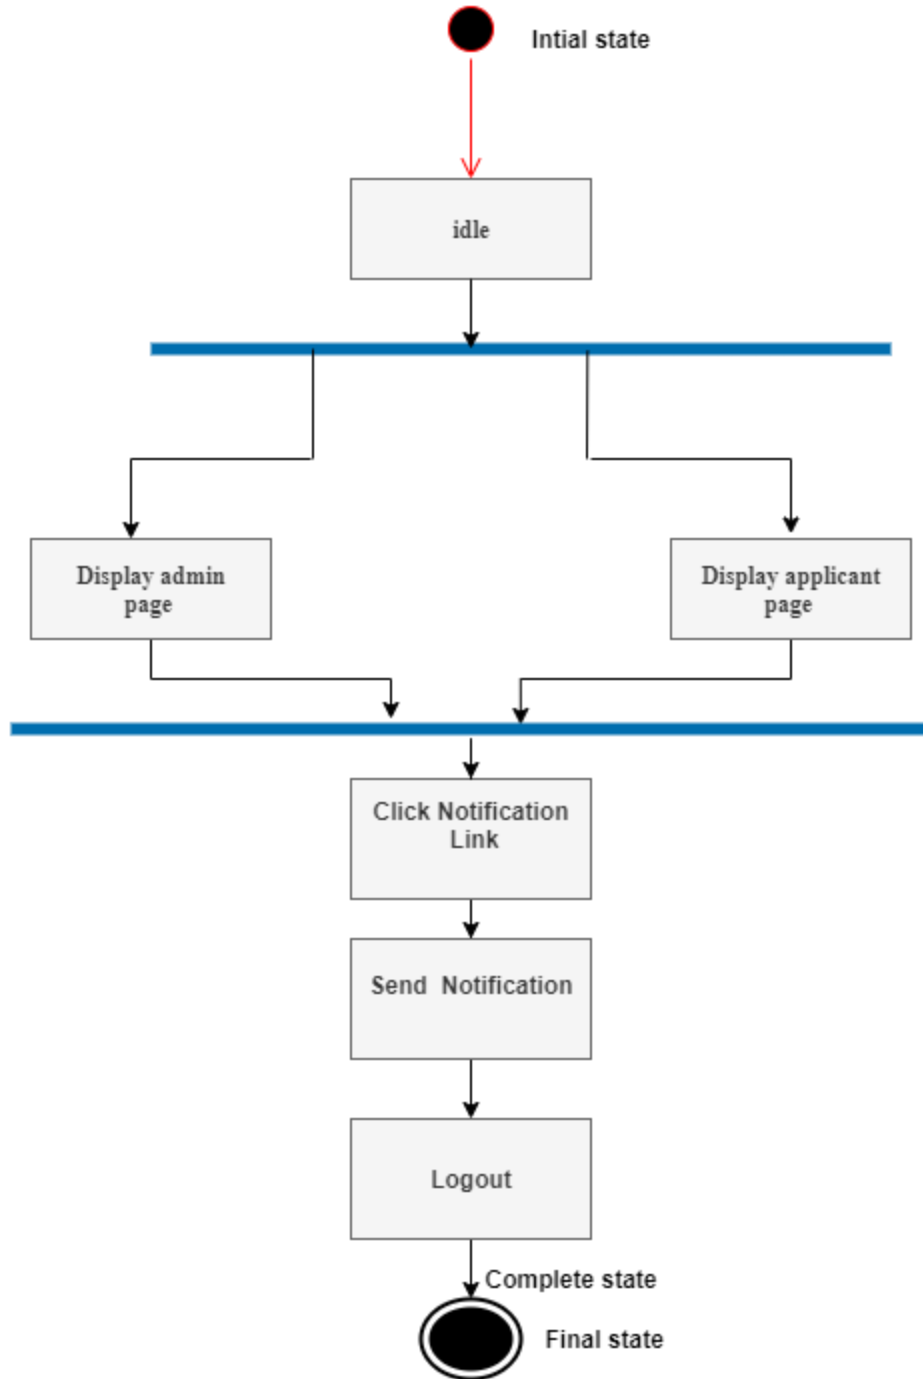 Intial state
idle
Display admin
page
Display applicant
page
Click Notification
Link
Send  Notification
Logout
Complete state
Final state